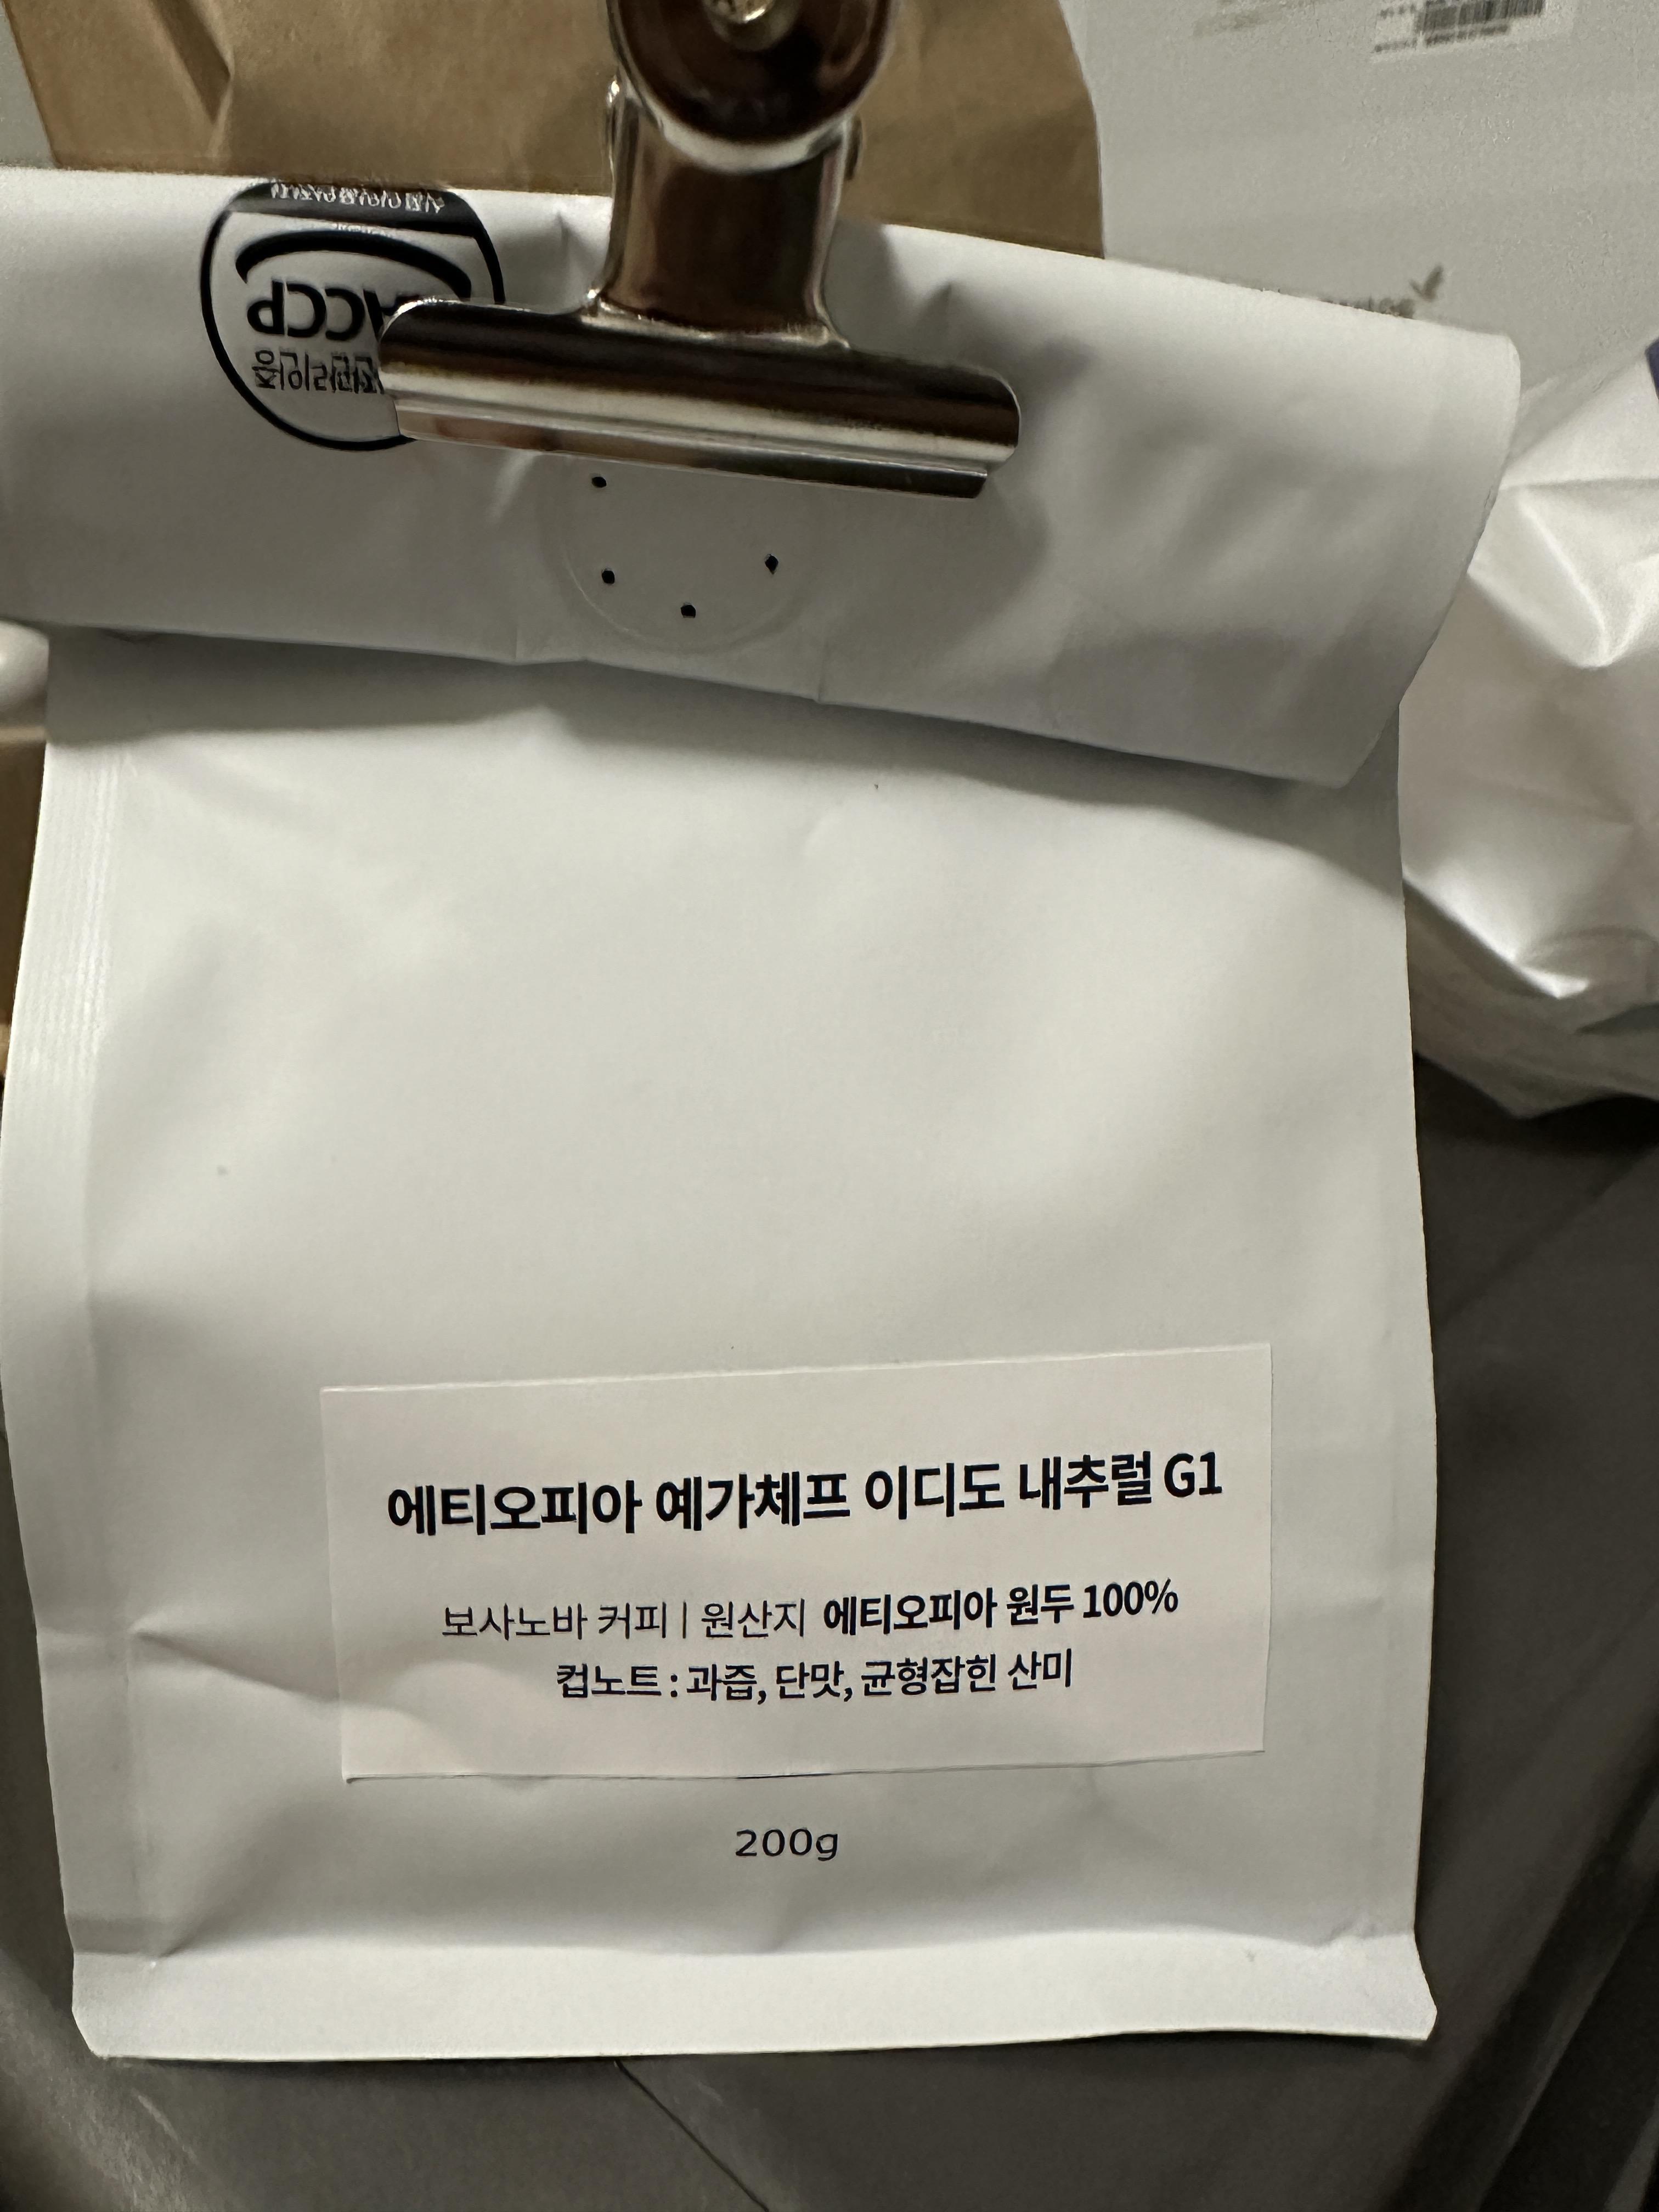 ACCP
에티오피아 예가체프 이디도 내추럴 G1
보사노바 커피 | 원산지 에티오피아 원두 100%
컵노트 : 과즙, 단맛, 균형잡힌 산미
200g